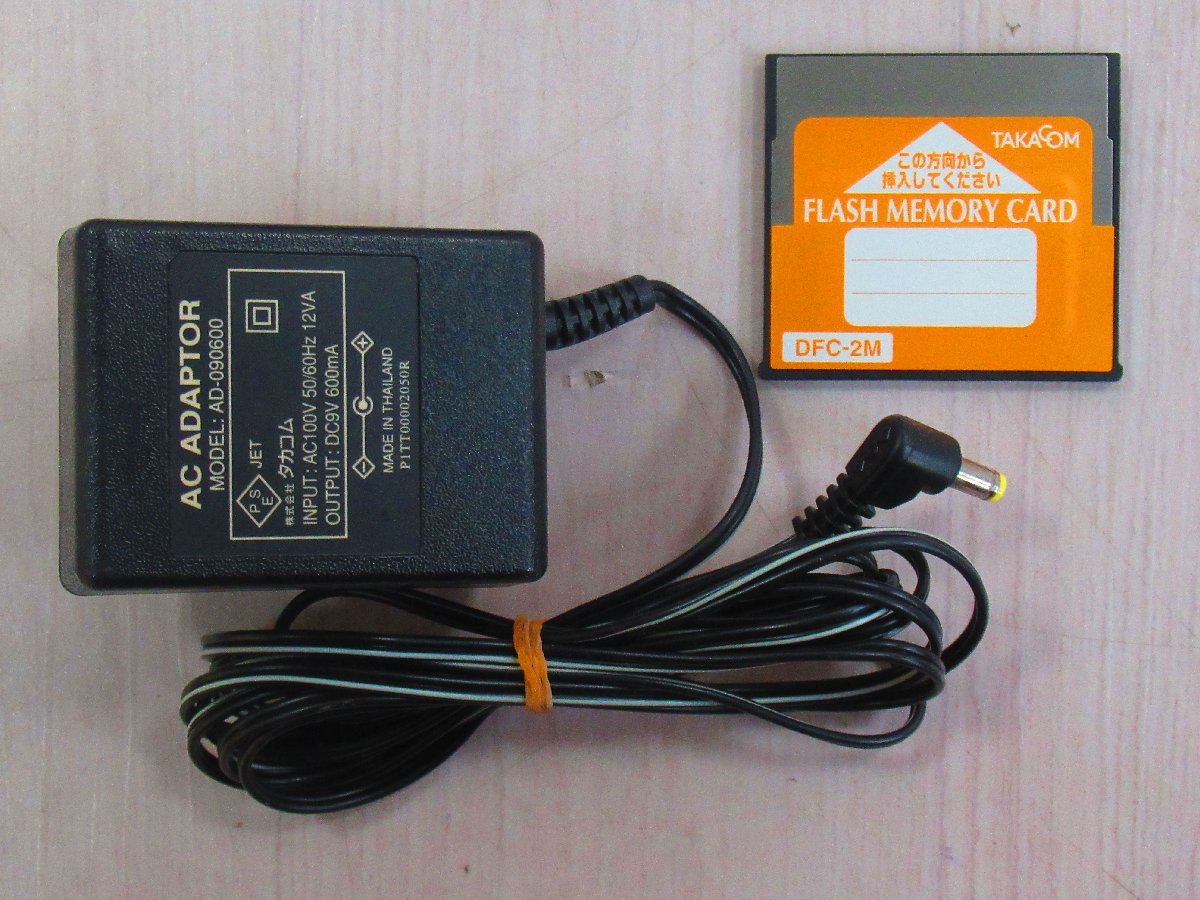 AC ADAPTOR
MODEL: AD-090600
PSE JET
株式会社 タカコム
INPUT: AC100V 50/60Hz 12VA
OUTPUT: DC9V 600mA
MADE IN THAILAND
P1TT00002050R
TAKACOM
この方向から
挿入してください
FLASH MEMORY CARD
DFC-2M